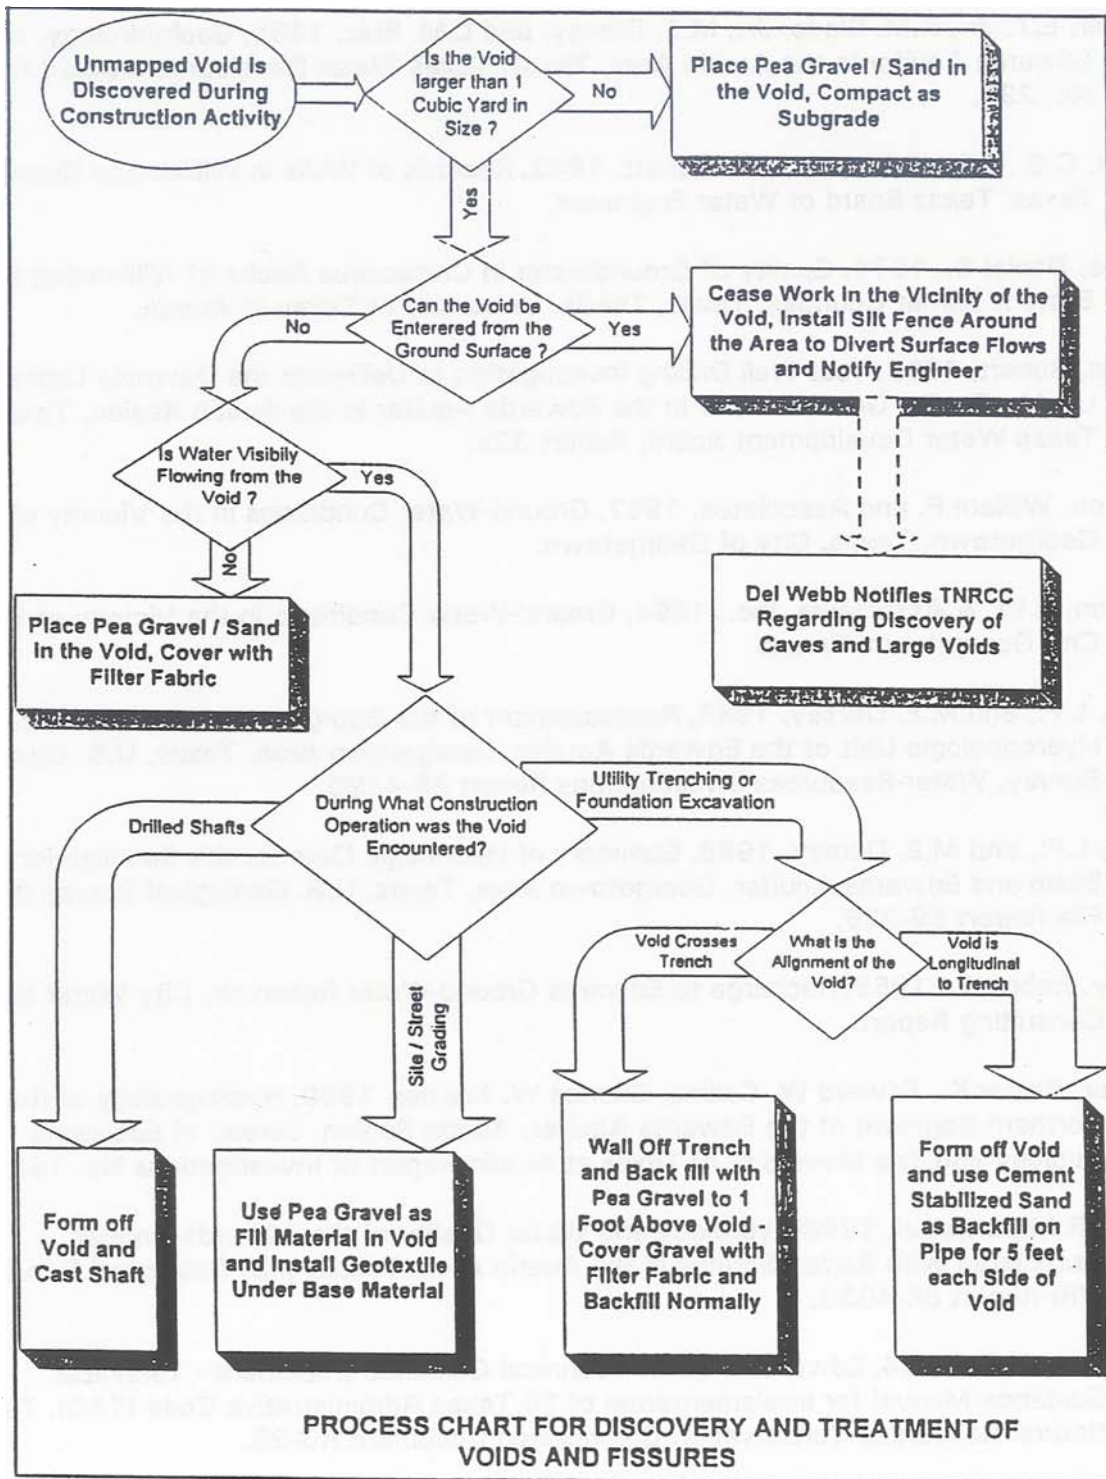 Unmapped Void is
Discovered During
Construction Activity
Is the Void
larger than 1
Cubic Yard in
Size ?
No
Place Pea Gravel / Sand in
the Void, Compact as
Subgrade
Yes
Can the Void be
Enterered from the
Ground Surface ?
No
Yes
Cease Work in the Vicinity of the
Void, Install Silt Fence Around
the Area to Divert Surface Flows
and Notify Engineer
Is Water Visibily
Flowing from the
Void ?
Yes
No
Place Pea Gravel / Sand
in the Void, Cover with
Filter Fabric
Del Webb Notifies TNRCC
Regarding Discovery of
Caves and Large Voids
During What Construction
Operation was the Void
Encountered?
Drilled Shafts
Utility Trenching or
Foundation Excavation
Site / Street
Grading
What is the
Alignment of the
Void?
Void Crosses
Trench
Void is
Longitudinal
to Trench
Form off
Void and
Cast Shaft
Use Pea Gravel as
Fill Material in Void
and Install Geotextile
Under Base Material
Wall Off Trench
and Back fill with
Pea Gravel to 1
Foot Above Void -
Cover Gravel with
Filter Fabric and
Backfill Normally
Form off Void
and use Cement
Stabilized Sand
as Backfill on
Pipe for 5 feet
each Side of
Void
PROCESS CHART FOR DISCOVERY AND TREATMENT OF
VOIDS AND FISSURES